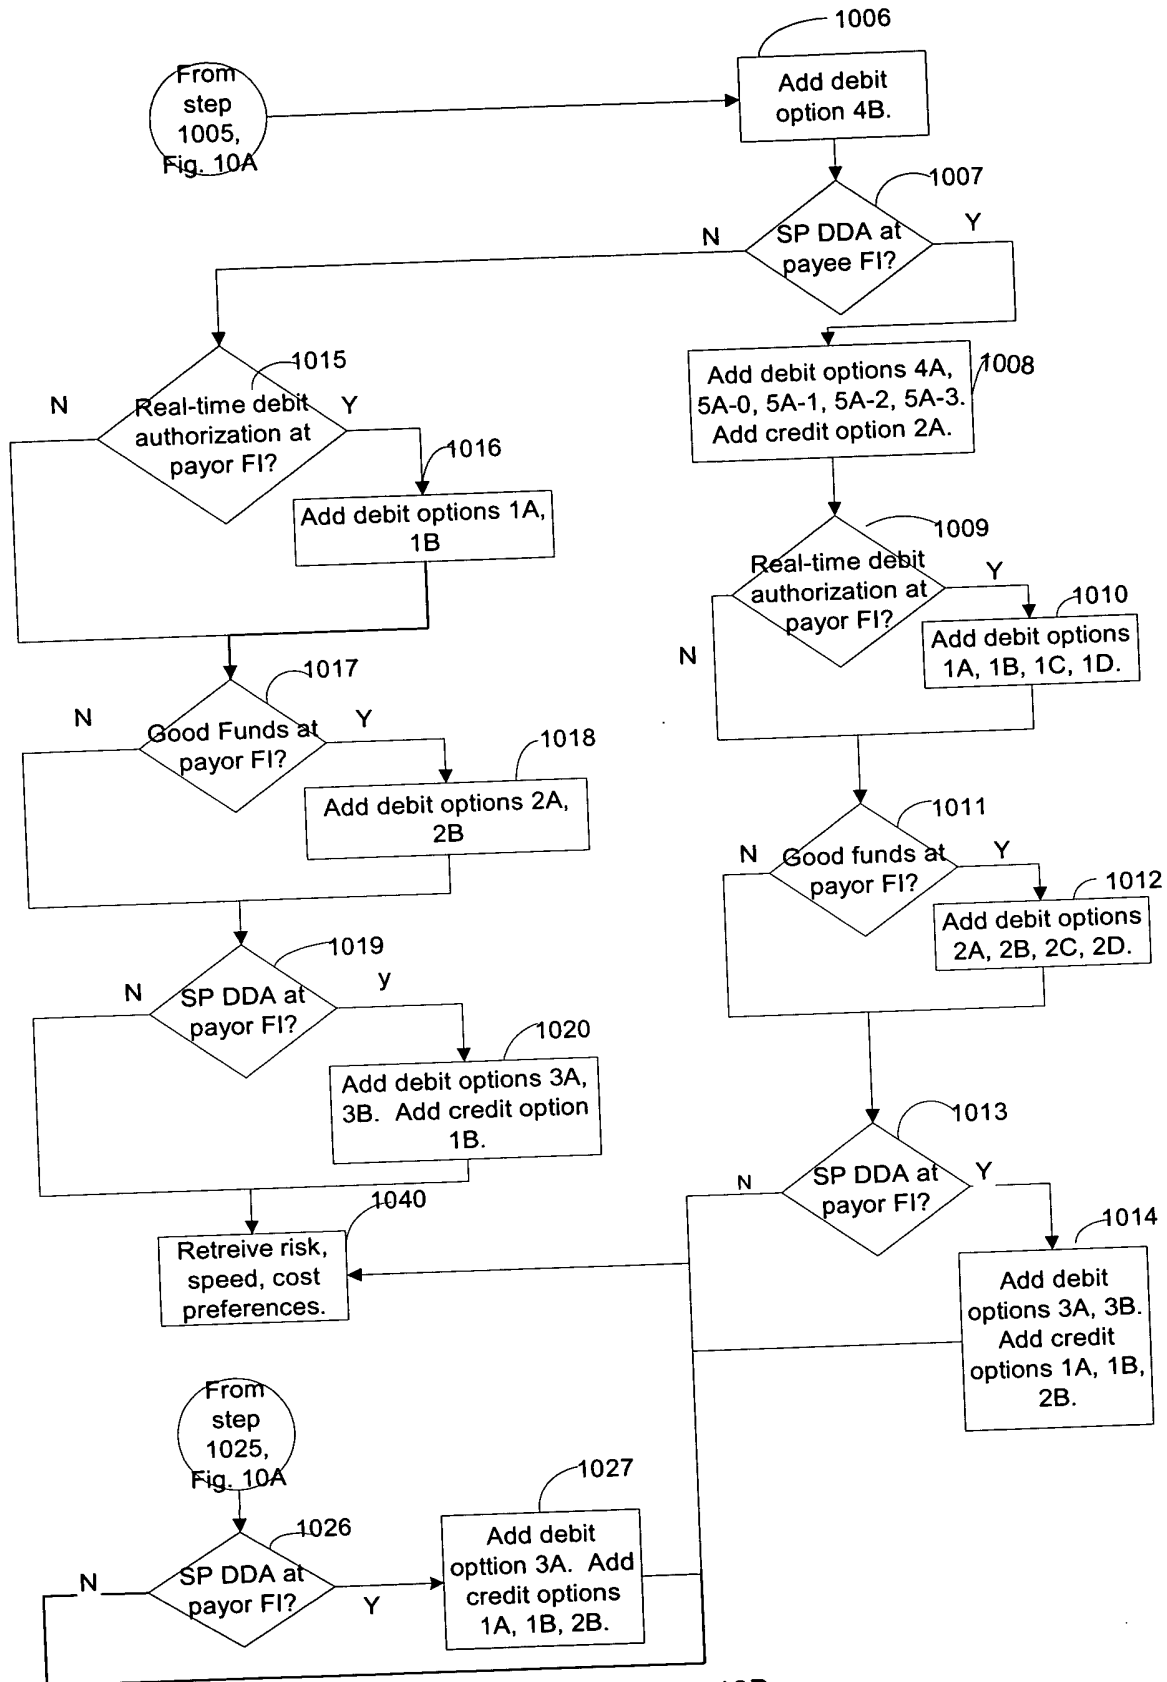 1006
From
step
1005,
Fig. 10A
Add debit
option 4B.
1007
SP DDA at
payee FI?
N
Y
1015
Real-time debit
authorization at
payor FI?
N
Y
1008
Add debit options 4A,
5A-0, 5A-1, 5A-2, 5A-3.
Add credit option 2A.
1016
Add debit options 1A,
1B
1009
Real-time debit
authorization at
payor FI?
Y
N
1010
Add debit options
1A, 1B, 1C, 1D.
1017
Good Funds at
payor FI?
N
Y
1018
Add debit options 2A,
2B
1011
Good funds at
payor FI?
N
Y
1012
Add debit options
2A, 2B, 2C, 2D.
1019
SP DDA at
payor FI?
N
y
1020
Add debit options 3A,
3B. Add credit option
1B.
1013
SP DDA at
payor FI?
N
Y
1040
Retreive risk,
speed, cost
preferences.
1014
Add debit
options 3A, 3B.
Add credit
options 1A, 1B,
2B.
From
step
1025,
Fig. 10A
1026
SP DDA at
payor FI?
N
Y
1027
Add debit
opttion 3A. Add
credit options
1A, 1B, 2B.